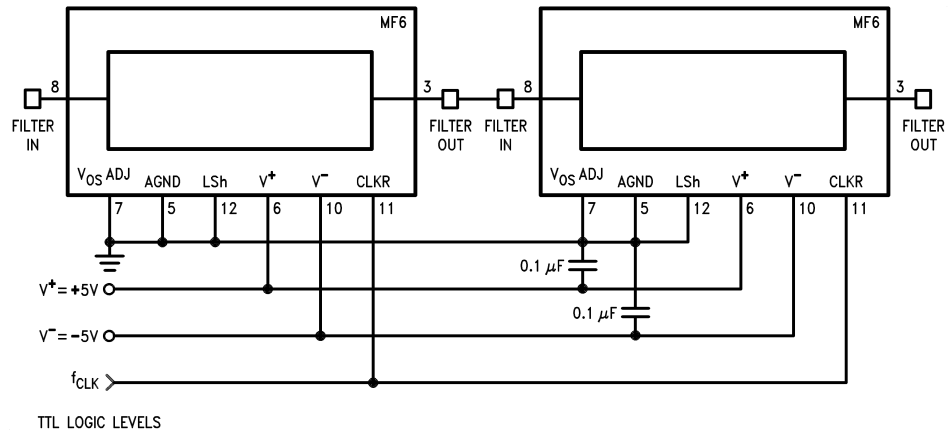 MF6
MF6
8
3
8
3
FILTER
IN
FILTER
OUT
FILTER
IN
FILTER
OUT
VOS ADJ AGND LSh V+ V− CLKR
VOS ADJ AGND LSh V+ V− CLKR
7 5 12 6 10 11
7 5 12 6 10 11
0.1 μF
V+ = +5V
0.1 μF
V− = −5V
fCLK
TTL LOGIC LEVELS